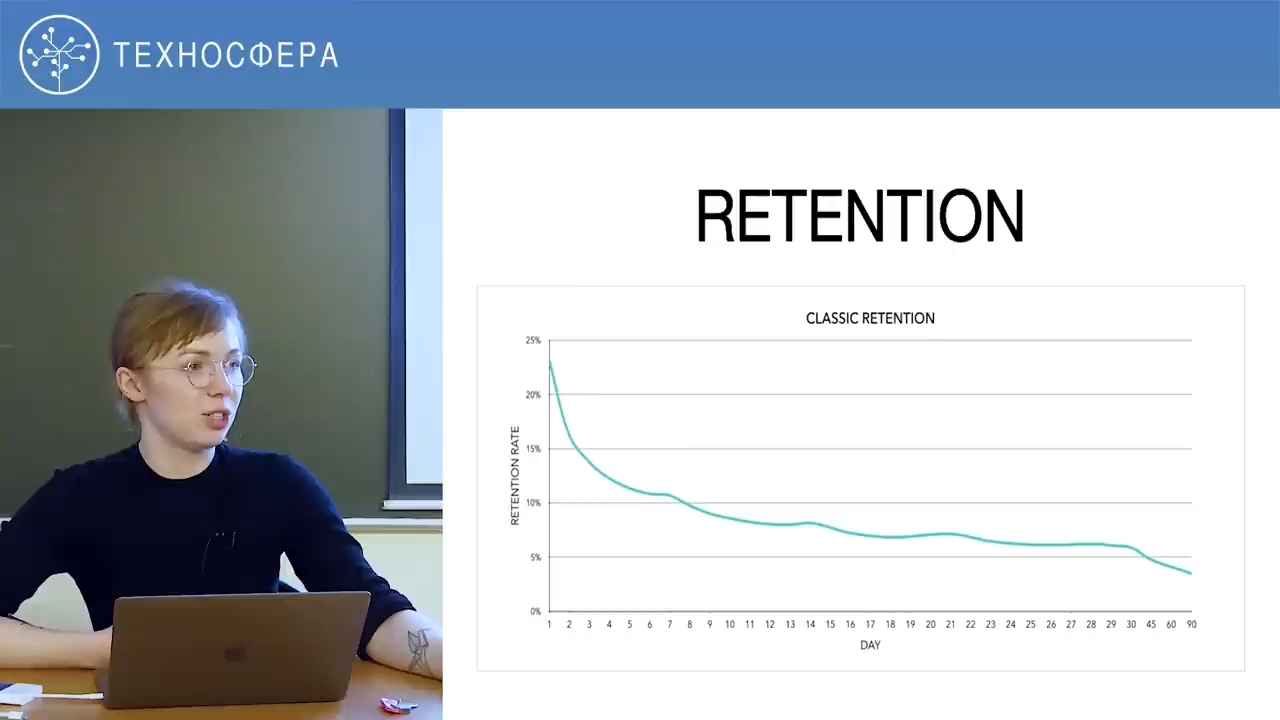 ТЕХНОСФЕРА
RETENTION
CLASSIC RETENTION
25%
20%
15%
10%
5%
0%
RETENTION RATE
1 2 3 4 5 6 7 8 9 10 11 12 13 14 15 16 17 18 19 20 21 22 23 24 25 26 27 28 29 30 45 60 90
DAY